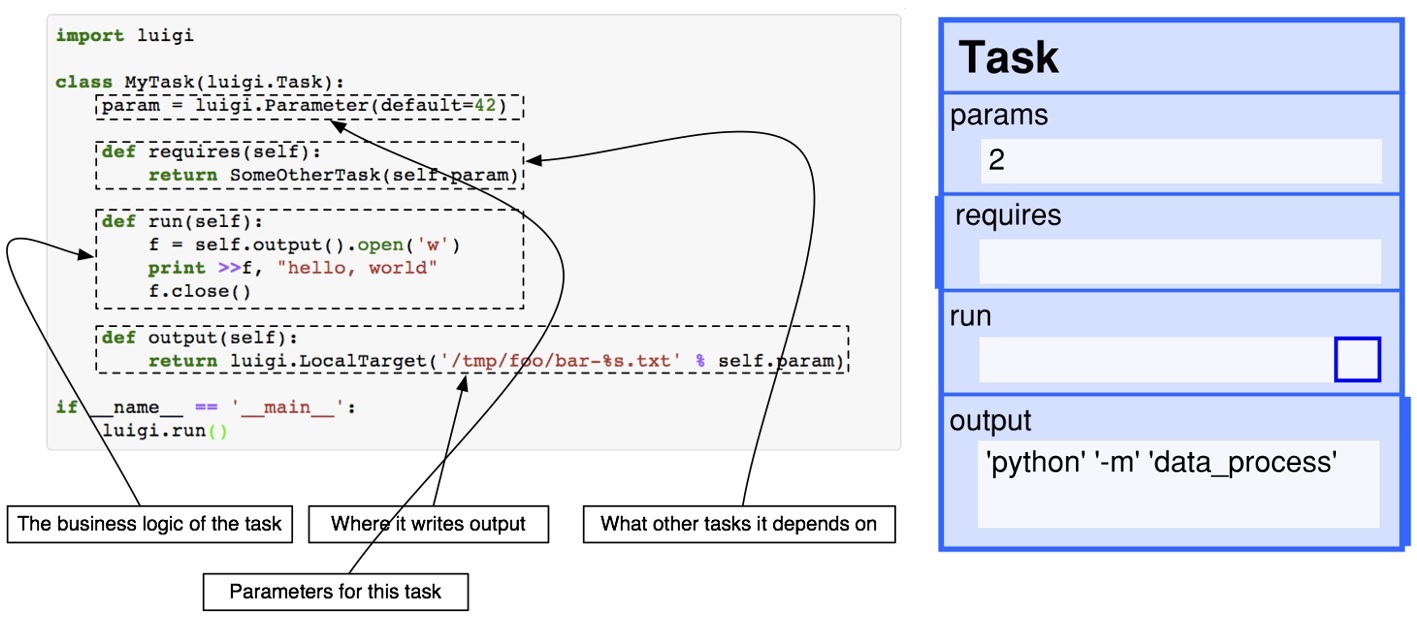 import luigi
class MyTask(luigi.Task):
param = luigi.Parameter(default=42)
def requires(self):
return SomeOtherTask(self.param)
def run(self):
f = self.output().open('w')
print >>f, "hello, world"
f.close()
def output(self):
return luigi.LocalTarget('/tmp/foo/bar-%s.txt' % self.param)
if __name__ == '__main__':
luigi.run()
The business logic of the task
Where it writes output
What other tasks it depends on
Parameters for this task
Task
params
2
requires
run
output
'python' '-m' 'data_process'